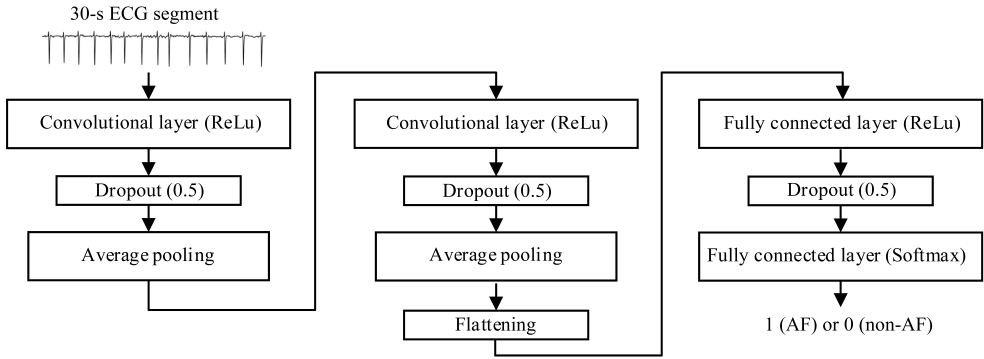 30-s ECG segment
Convolutional layer (ReLu)
Dropout (0.5)
Average pooling
Convolutional layer (ReLu)
Dropout (0.5)
Average pooling
Flattening
Fully connected layer (ReLu)
Dropout (0.5)
Fully connected layer (Softmax)
1 (AF) or 0 (non-AF)